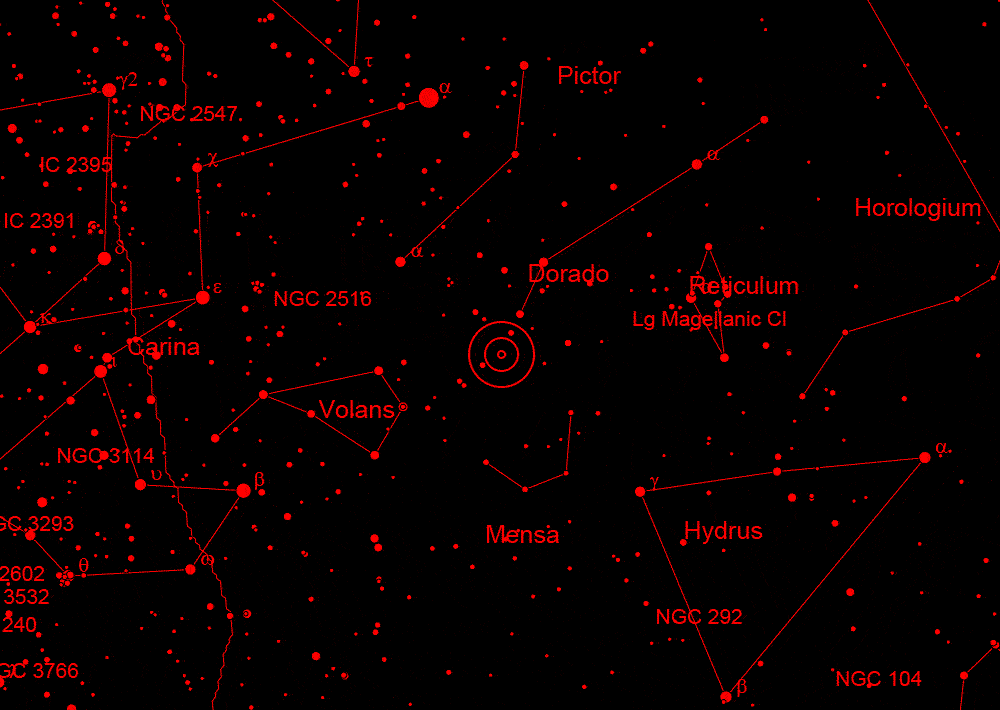 τ
Pictor
γ2
α
NGC 2547
IC 2395
χ
α
Horologium
IC 2391
δ
α
ε
Dorado
Reticulum
NGC 2516
κ
Lg Magellanic Cl
Carina
ι
Volans
α
NGC 3114
υ
β
γ
GC 3293
Mensa
Hydrus
ω
θ
2602
3532
NGC 292
240
GC 3766
NGC 104
β